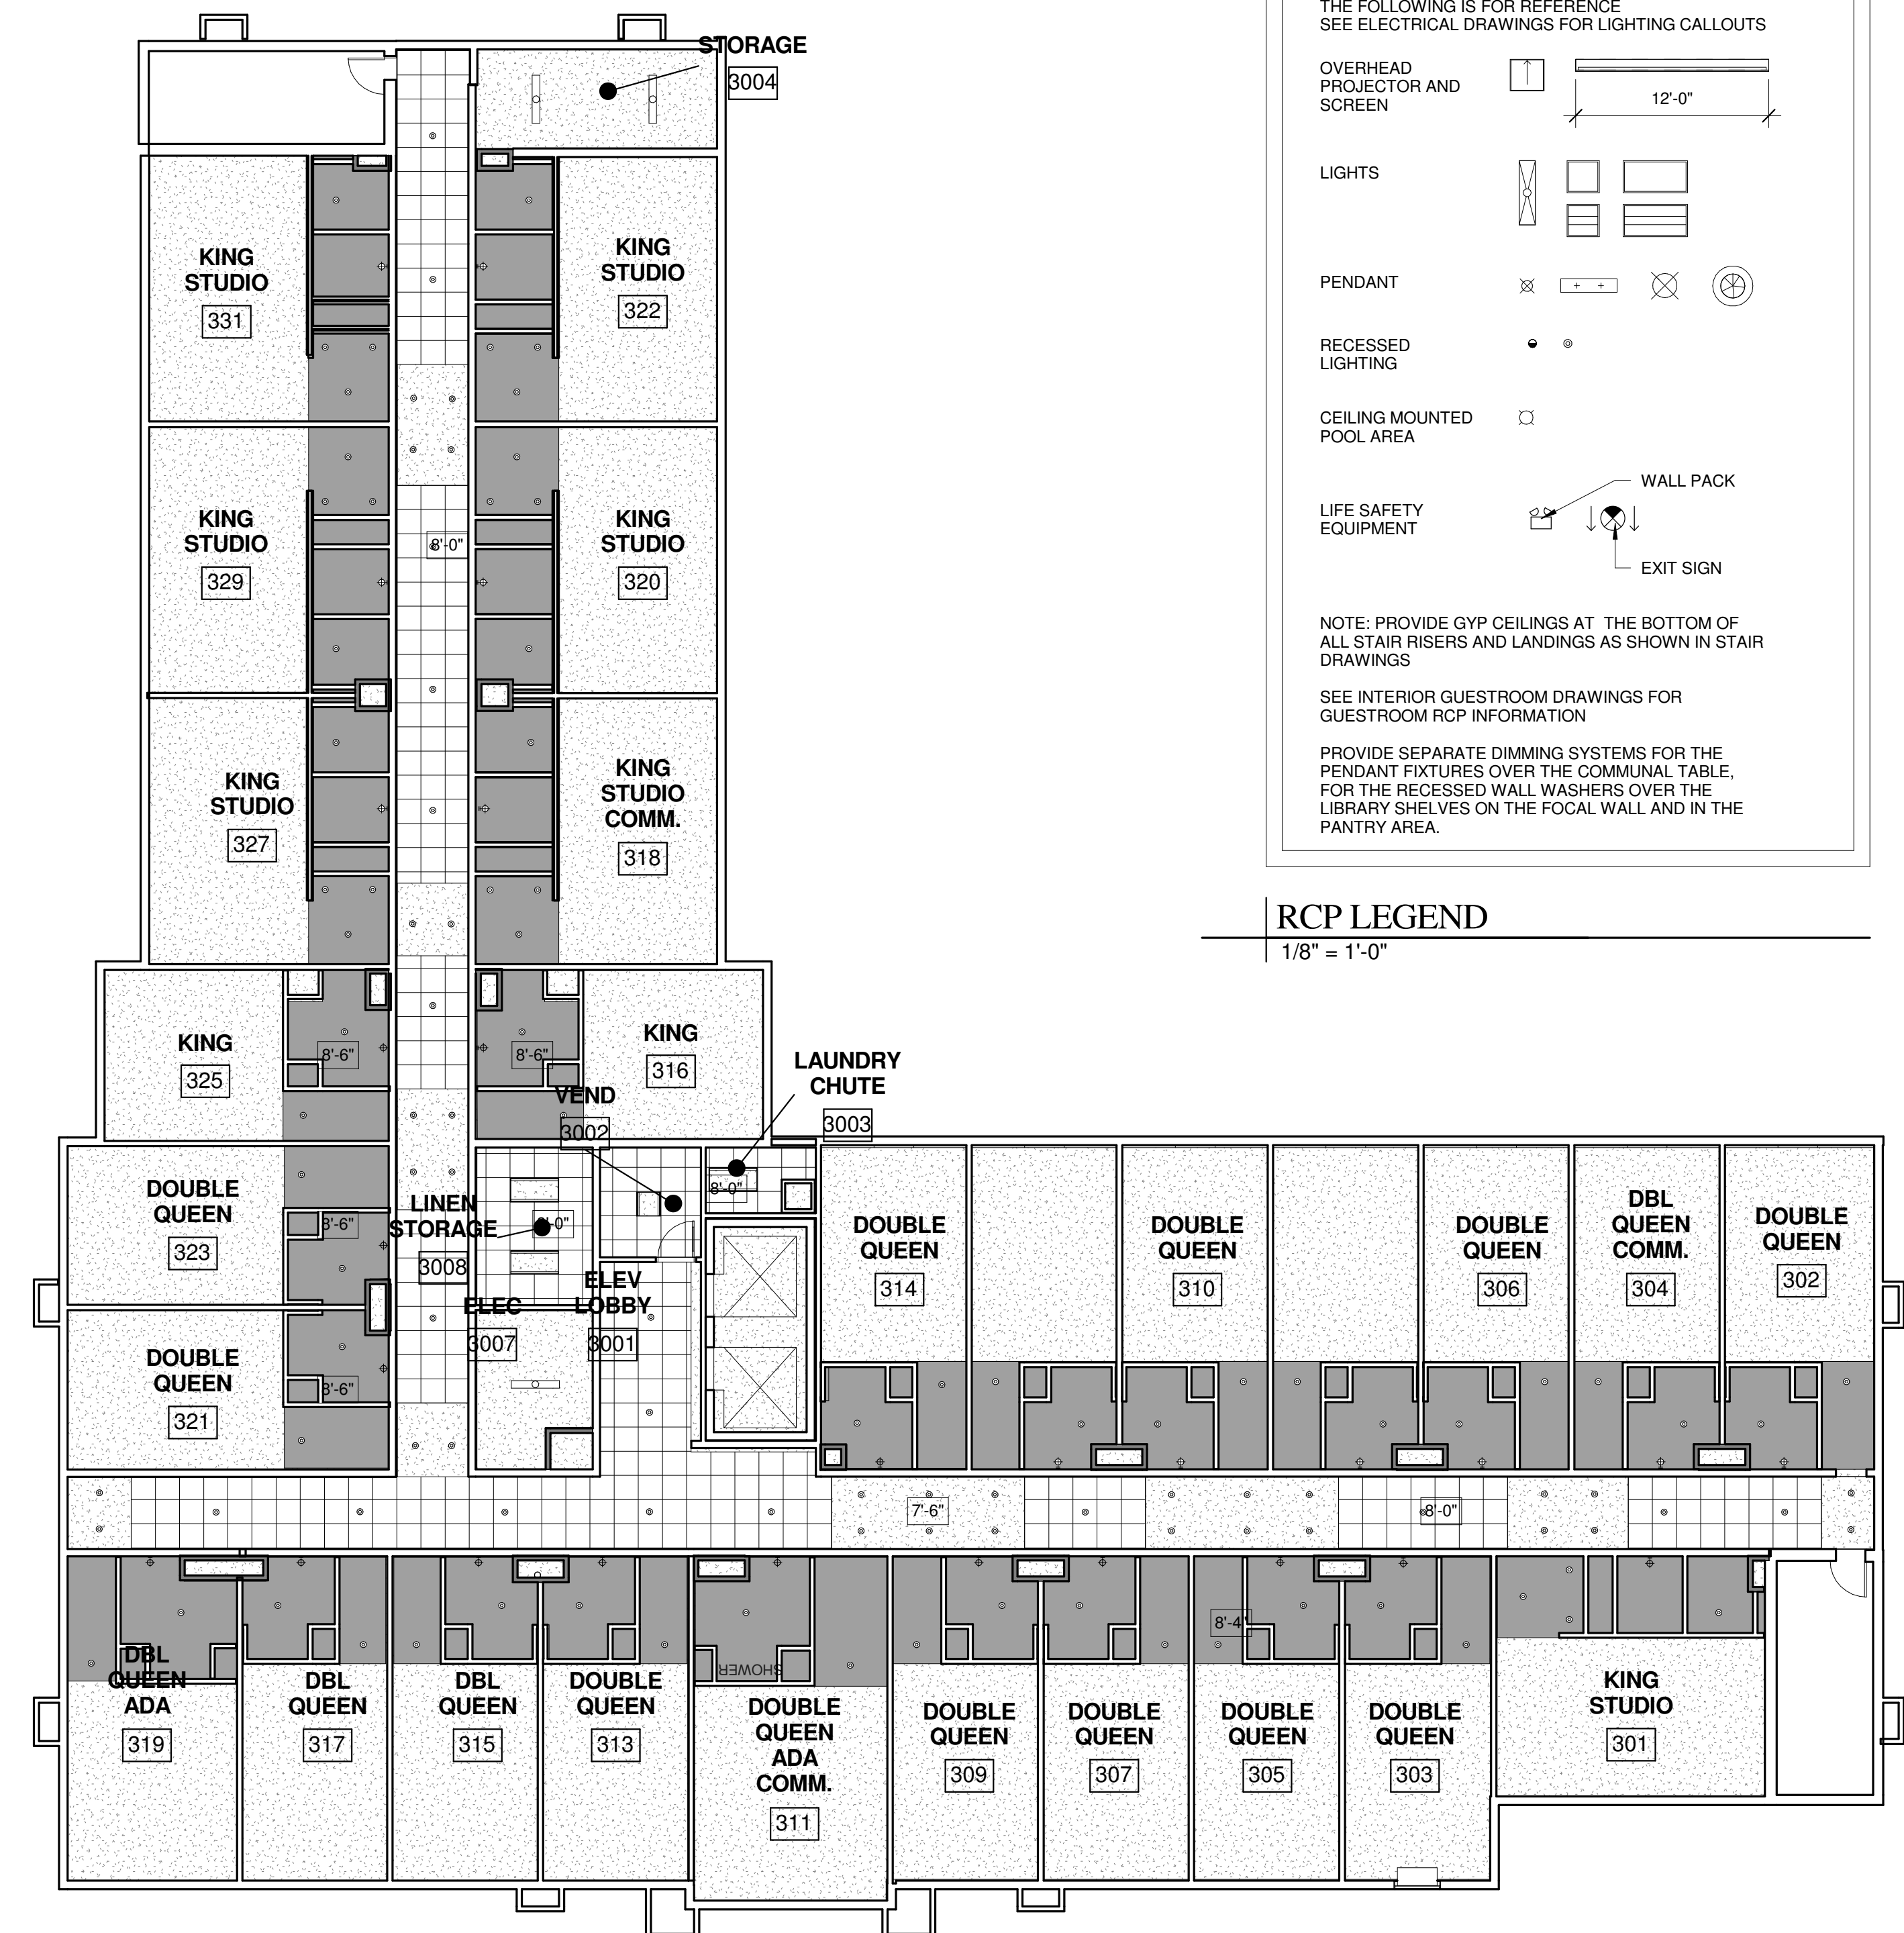 THE FOLLOWING IS FOR REFERENCE
SEE ELECTRICAL DRAWINGS FOR LIGHTING CALLOUTS
OVERHEAD
PROJECTOR AND
SCREEN
12'-0"
LIGHTS
PENDANT
RECESSED
LIGHTING
CEILING MOUNTED
POOL AREA
WALL PACK
LIFE SAFETY
EQUIPMENT
EXIT SIGN
NOTE: PROVIDE GYP CEILINGS AT THE BOTTOM OF
ALL STAIR RISERS AND LANDINGS AS SHOWN IN STAIR
DRAWINGS
SEE INTERIOR GUESTROOM DRAWINGS FOR
GUESTROOM RCP INFORMATION
PROVIDE SEPARATE DIMMING SYSTEMS FOR THE
PENDANT FIXTURES OVER THE COMMUNAL TABLE,
FOR THE RECESSED WALL WASHERS OVER THE
LIBRARY SHELVES ON THE FOCAL WALL AND IN THE
PANTRY AREA.
RCP LEGEND
1/8" = 1'-0"
STORAGE
3004
KING
STUDIO
331
KING
STUDIO
322
KING
STUDIO
329
8'-0"
KING
STUDIO
320
KING
STUDIO
327
KING
STUDIO
COMM.
318
KING
325
8'-6"
8'-6"
KING
316
VEND
3002
LAUNDRY
CHUTE
3003
8'-0"
DOUBLE
QUEEN
323
8'-6"
LINEN
STORAGE
3008
ELEV
LOBBY
3001
ELEC
3007
DOUBLE
QUEEN
321
8'-6"
DOUBLE
QUEEN
314
DOUBLE
QUEEN
310
DOUBLE
QUEEN
306
DBL
QUEEN
COMM.
304
DOUBLE
QUEEN
302
7'-6"
8'-0"
DBL
QUEEN
ADA
319
DBL
QUEEN
317
DBL
QUEEN
315
DOUBLE
QUEEN
313
SHOWER
DOUBLE
QUEEN
ADA
COMM.
311
DOUBLE
QUEEN
309
DOUBLE
QUEEN
307
8'-4"
DOUBLE
QUEEN
305
DOUBLE
QUEEN
303
KING
STUDIO
301